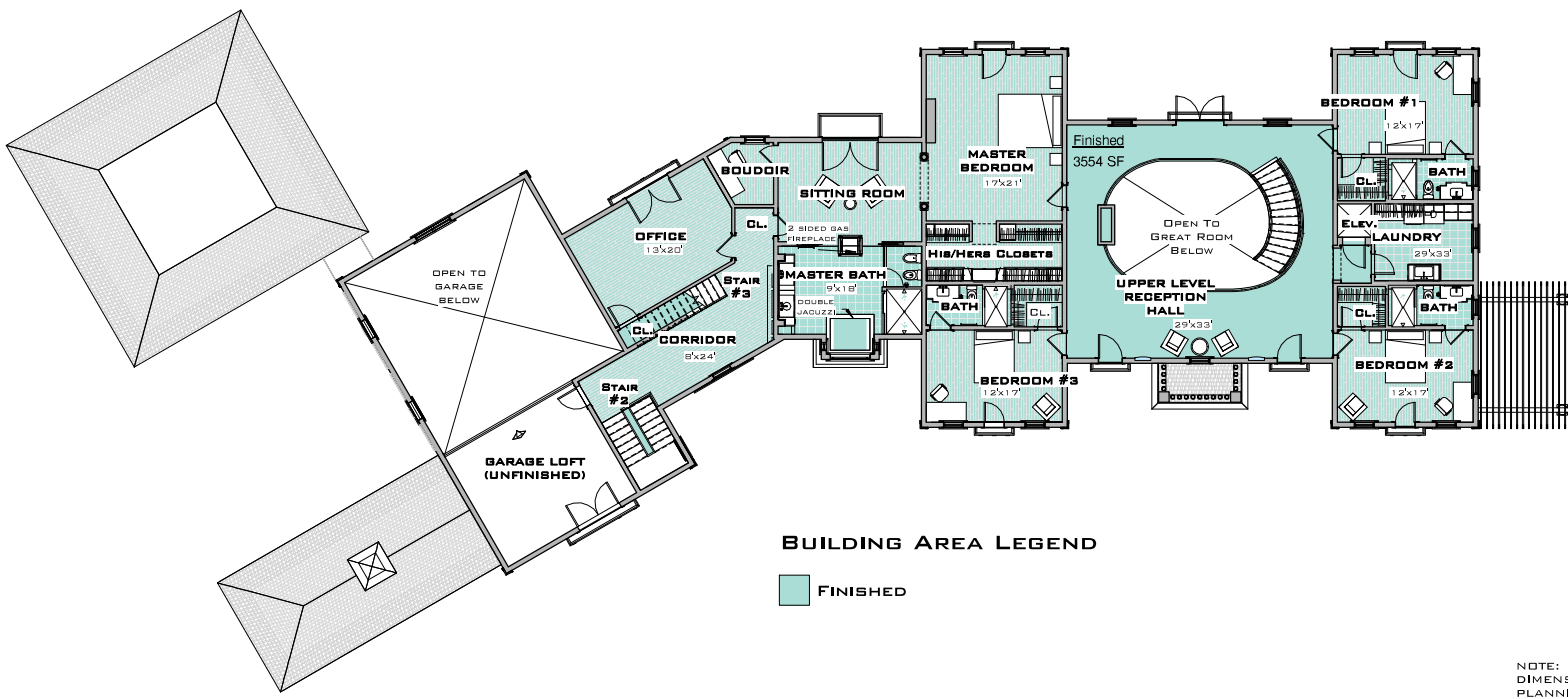 BEDROOM #1
12'x17'
Finished
3554 SF
MASTER
BEDROOM
17'x21'
BOUDOIR
SITTING ROOM
CL.
BATH
OFFICE
13'x20'
CL.
2 SIDED GAS
FIREPLACE
OPEN TO
GREAT ROOM
BELOW
ELEV.
LAUNDRY
29'x33'
HIS/HERS CLOSETS
OPEN TO
GARAGE
BELOW
STAIR
#3
MASTER BATH
9'x18'
DOUBLE
JACUZZI
UPPER LEVEL
RECEPTION
HALL
29'x33'
BATH
CL.
CL.
BATH
CL.
CORRIDOR
8'x24'
BEDROOM #3
12'x17'
BEDROOM #2
12'x17'
STAIR
#2
GARAGE LOFT
(UNFINISHED)
BUILDING AREA LEGEND
FINISHED
NOTE:
DIMENS
PLANNI